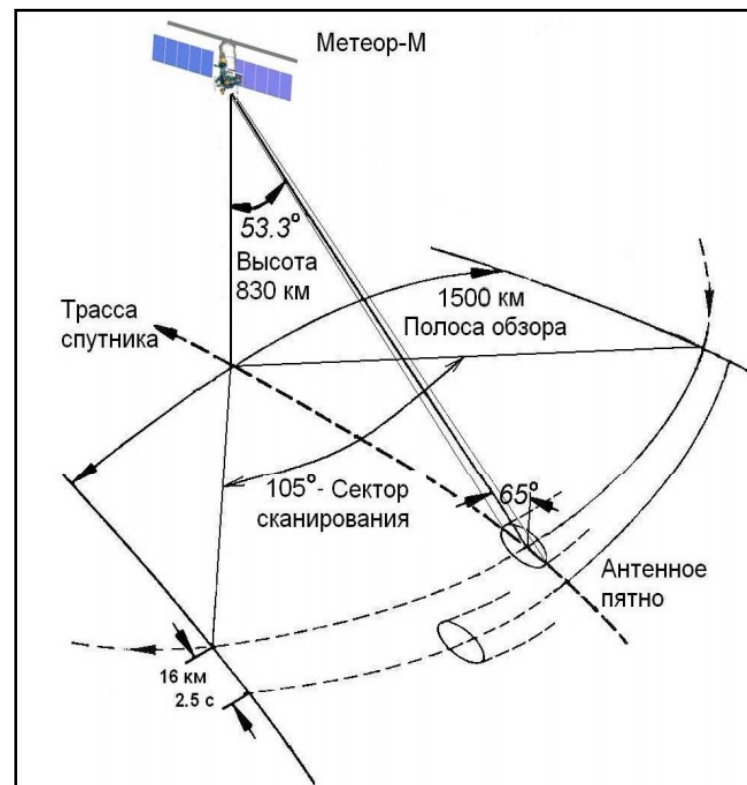 Метеор-М
53.3°
Высота
830 км
1500 км
Полоса обзора
Трасса
спутника
105°- Сектор
сканирования
65°
Антенное
пятно
16 км
2.5 с